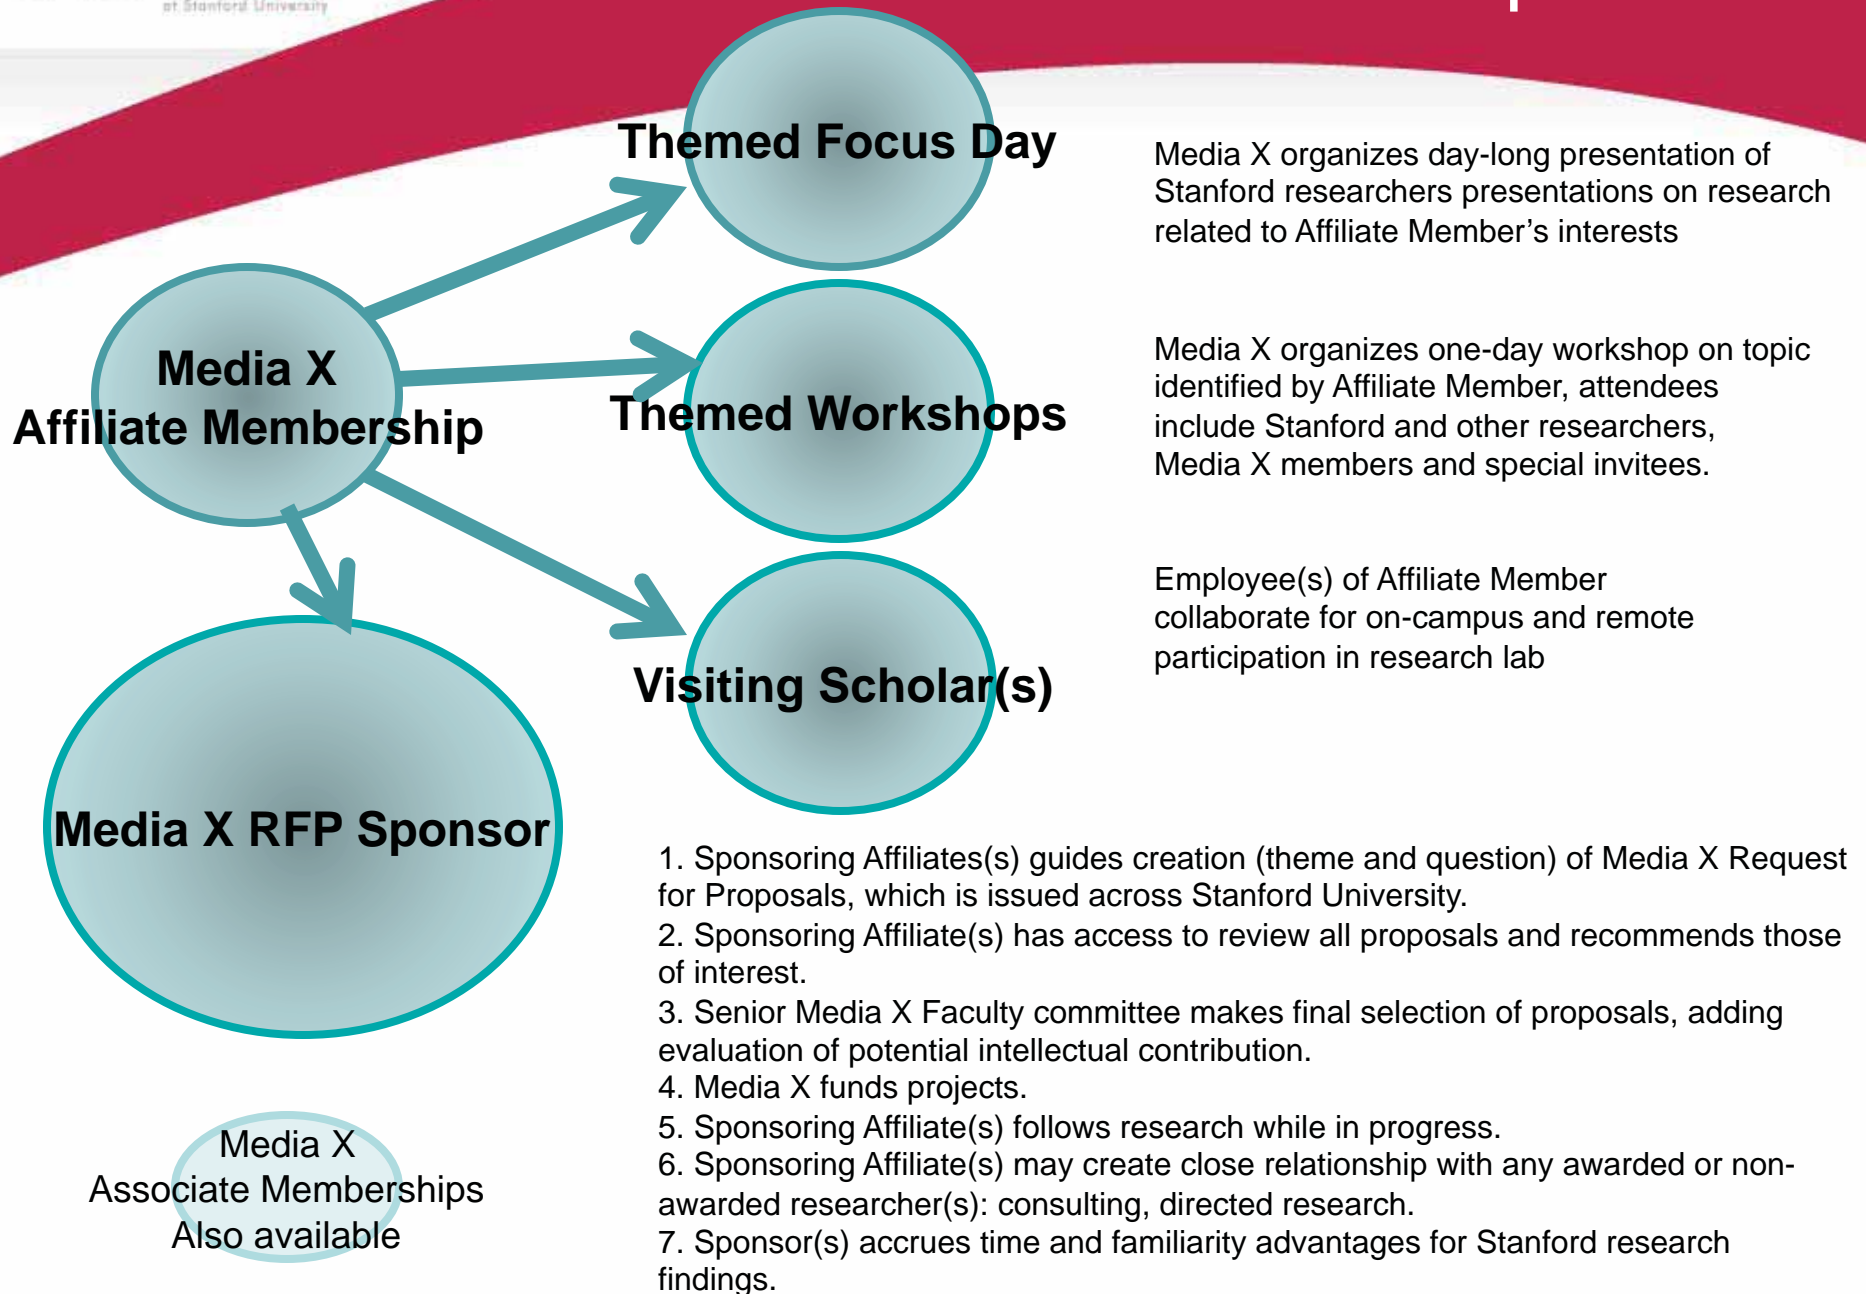 at Stanford University
Themed Focus Day
Media X organizes day-long presentation of
Stanford researchers presentations on research
related to Affiliate Member’s interests
Media X
Affiliate Membership
Themed Workshops
Media X organizes one-day workshop on topic
identified by Affiliate Member, attendees
include Stanford and other researchers,
Media X members and special invitees.
Visiting Scholar(s)
Employee(s) of Affiliate Member
collaborate for on-campus and remote
participation in research lab
Media X RFP Sponsor
1. Sponsoring Affiliates(s) guides creation (theme and question) of Media X Request
for Proposals, which is issued across Stanford University.
2. Sponsoring Affiliate(s) has access to review all proposals and recommends those
of interest.
3. Senior Media X Faculty committee makes final selection of proposals, adding
evaluation of potential intellectual contribution.
4. Media X funds projects.
5. Sponsoring Affiliate(s) follows research while in progress.
6. Sponsoring Affiliate(s) may create close relationship with any awarded or non-
awarded researcher(s): consulting, directed research.
7. Sponsor(s) accrues time and familiarity advantages for Stanford research
findings.
Media X
Associate Memberships
Also available